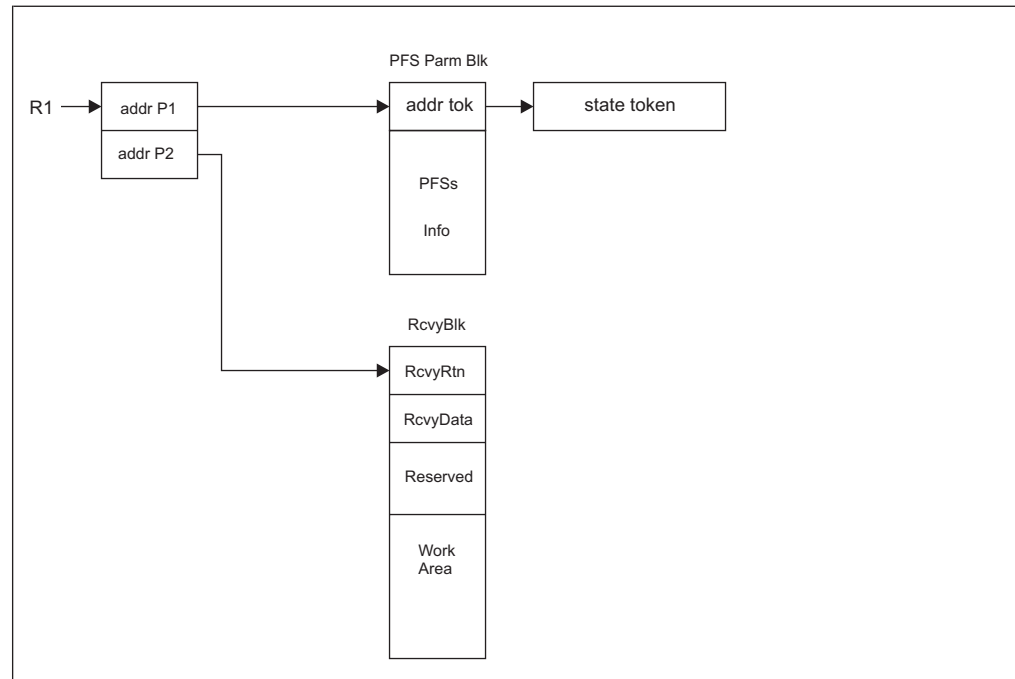 PFS Parm Blk
R1
addr P1
addr tok
state token
addr P2
PFSs
Info
RcvyBlk
RcvyRtn
RcvyData
Reserved
Work
Area